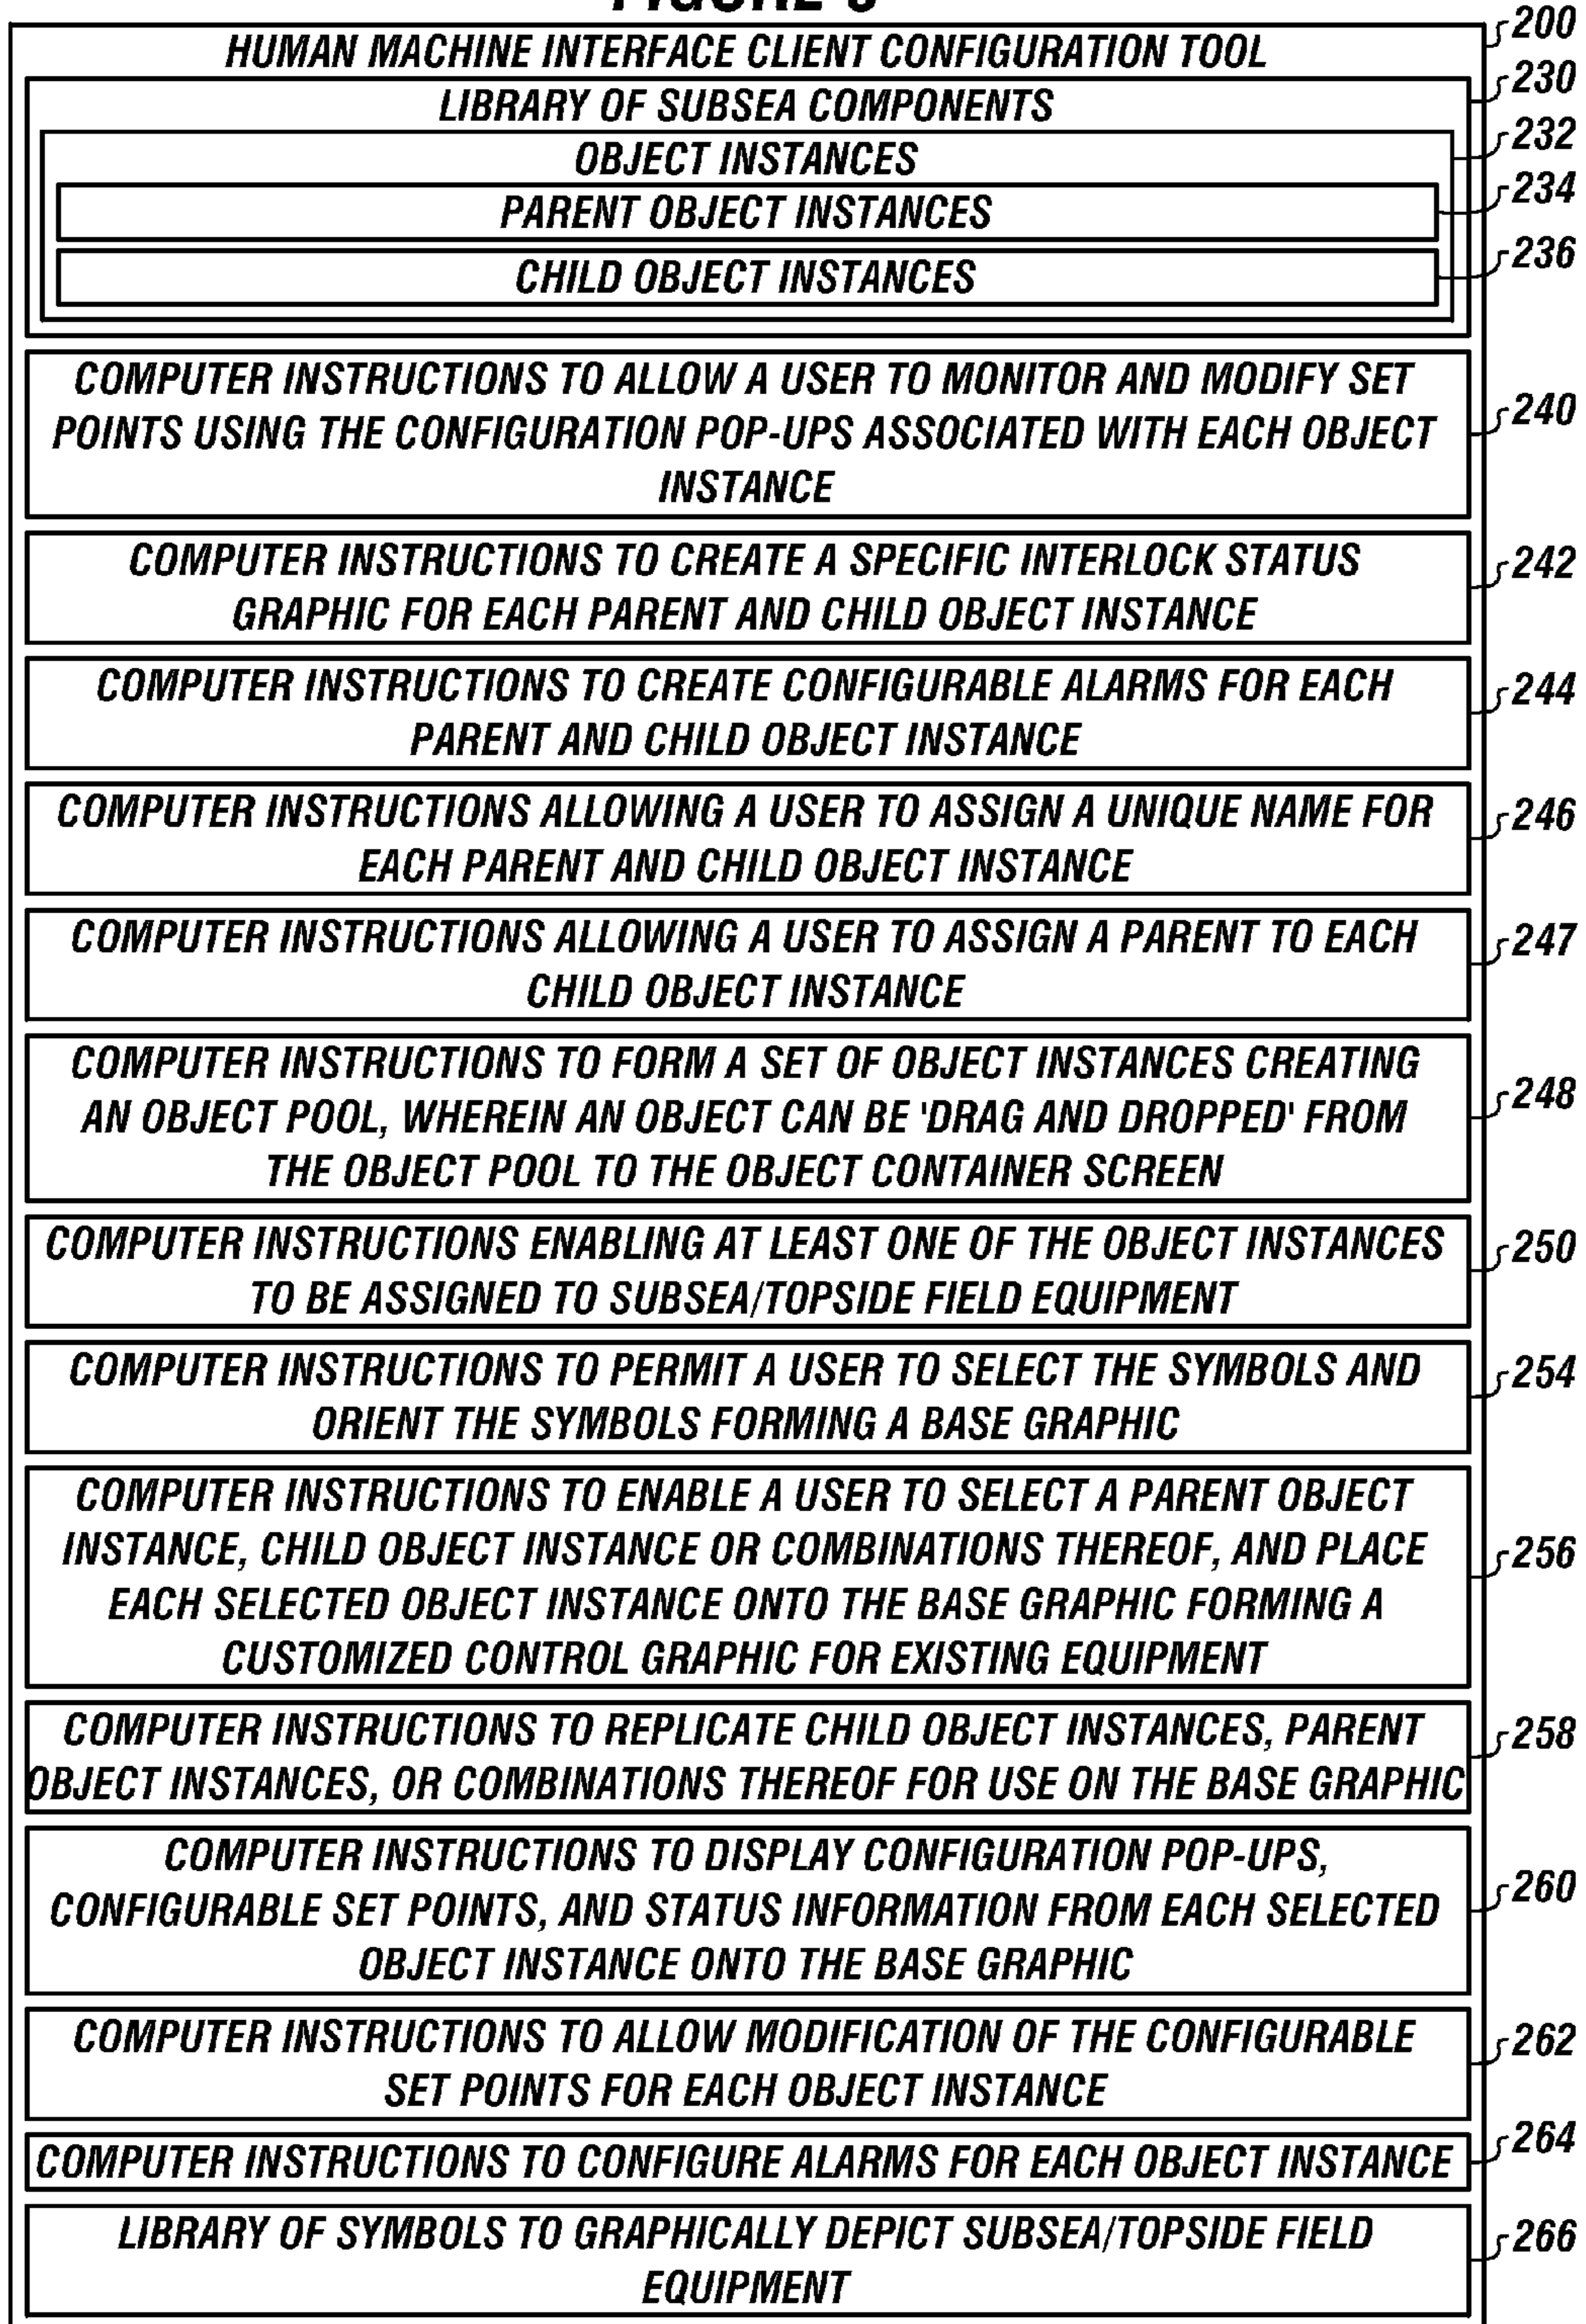 HUMAN MACHINE INTERFACE CLIENT CONFIGURATION TOOL
200
LIBRARY OF SUBSEA COMPONENTS
230
OBJECT INSTANCES
232
PARENT OBJECT INSTANCES
234
CHILD OBJECT INSTANCES
236
COMPUTER INSTRUCTIONS TO ALLOW A USER TO MONITOR AND MODIFY SET
POINTS USING THE CONFIGURATION POP-UPS ASSOCIATED WITH EACH OBJECT
INSTANCE
240
COMPUTER INSTRUCTIONS TO CREATE A SPECIFIC INTERLOCK STATUS
GRAPHIC FOR EACH PARENT AND CHILD OBJECT INSTANCE
242
COMPUTER INSTRUCTIONS TO CREATE CONFIGURABLE ALARMS FOR EACH
PARENT AND CHILD OBJECT INSTANCE
244
COMPUTER INSTRUCTIONS ALLOWING A USER TO ASSIGN A UNIQUE NAME FOR
EACH PARENT AND CHILD OBJECT INSTANCE
246
COMPUTER INSTRUCTIONS ALLOWING A USER TO ASSIGN A PARENT TO EACH
CHILD OBJECT INSTANCE
247
COMPUTER INSTRUCTIONS TO FORM A SET OF OBJECT INSTANCES CREATING
AN OBJECT POOL, WHEREIN AN OBJECT CAN BE 'DRAG AND DROPPED' FROM
THE OBJECT POOL TO THE OBJECT CONTAINER SCREEN
248
COMPUTER INSTRUCTIONS ENABLING AT LEAST ONE OF THE OBJECT INSTANCES
TO BE ASSIGNED TO SUBSEA/TOPSIDE FIELD EQUIPMENT
250
COMPUTER INSTRUCTIONS TO PERMIT A USER TO SELECT THE SYMBOLS AND
ORIENT THE SYMBOLS FORMING A BASE GRAPHIC
254
COMPUTER INSTRUCTIONS TO ENABLE A USER TO SELECT A PARENT OBJECT
INSTANCE, CHILD OBJECT INSTANCE OR COMBINATIONS THEREOF, AND PLACE
EACH SELECTED OBJECT INSTANCE ONTO THE BASE GRAPHIC FORMING A
CUSTOMIZED CONTROL GRAPHIC FOR EXISTING EQUIPMENT
256
COMPUTER INSTRUCTIONS TO REPLICATE CHILD OBJECT INSTANCES, PARENT
OBJECT INSTANCES, OR COMBINATIONS THEREOF FOR USE ON THE BASE GRAPHIC
258
COMPUTER INSTRUCTIONS TO DISPLAY CONFIGURATION POP-UPS,
CONFIGURABLE SET POINTS, AND STATUS INFORMATION FROM EACH SELECTED
OBJECT INSTANCE ONTO THE BASE GRAPHIC
260
COMPUTER INSTRUCTIONS TO ALLOW MODIFICATION OF THE CONFIGURABLE
SET POINTS FOR EACH OBJECT INSTANCE
262
COMPUTER INSTRUCTIONS TO CONFIGURE ALARMS FOR EACH OBJECT INSTANCE
264
LIBRARY OF SYMBOLS TO GRAPHICALLY DEPICT SUBSEA/TOPSIDE FIELD
EQUIPMENT
266